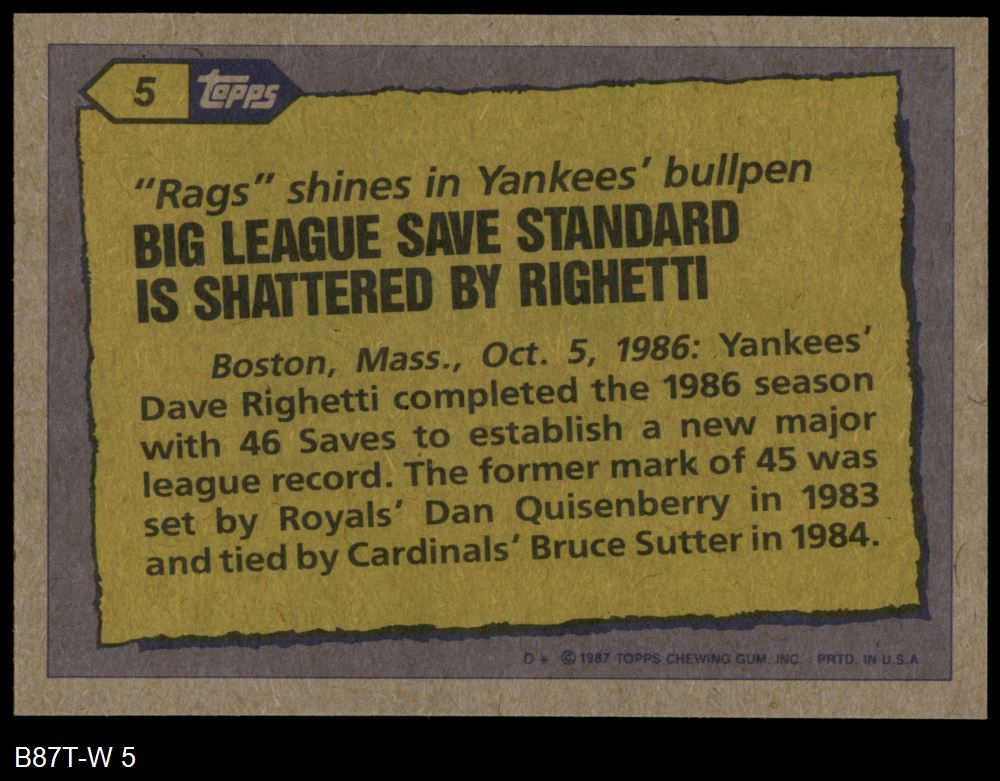 5 Topps
"Rags" shines in Yankees' bullpen
BIG LEAGUE SAVE STANDARD
IS SHATTERED BY RIGHETTI
Boston, Mass., Oct. 5, 1986: Yankees'
Dave Righetti completed the 1986 season
with 46 Saves to establish a new major
league record. The former mark of 45 was
set by Royals' Dan Quisenberry in 1983
and tied by Cardinals' Bruce Sutter in 1984.
D * © 1987 TOPPS CHEWING GUM, INC. PRTD. IN U.S.A
B87T-W 5